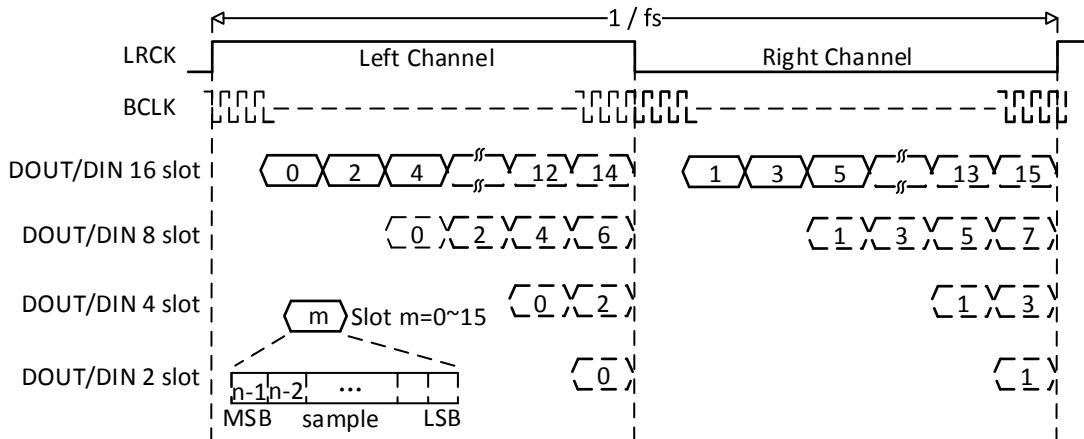 1 / fs
LRCK Left Channel Right Channel
BCLK
DOUT/DIN 16 slot 0 2 4 12 14 1 3 5 13 15
DOUT/DIN 8 slot 0 2 4 6 1 3 5 7
DOUT/DIN 4 slot 0 2 1 3
m Slot m=0~15
DOUT/DIN 2 slot 0 1
n-1 n-2 ...
MSB sample LSB